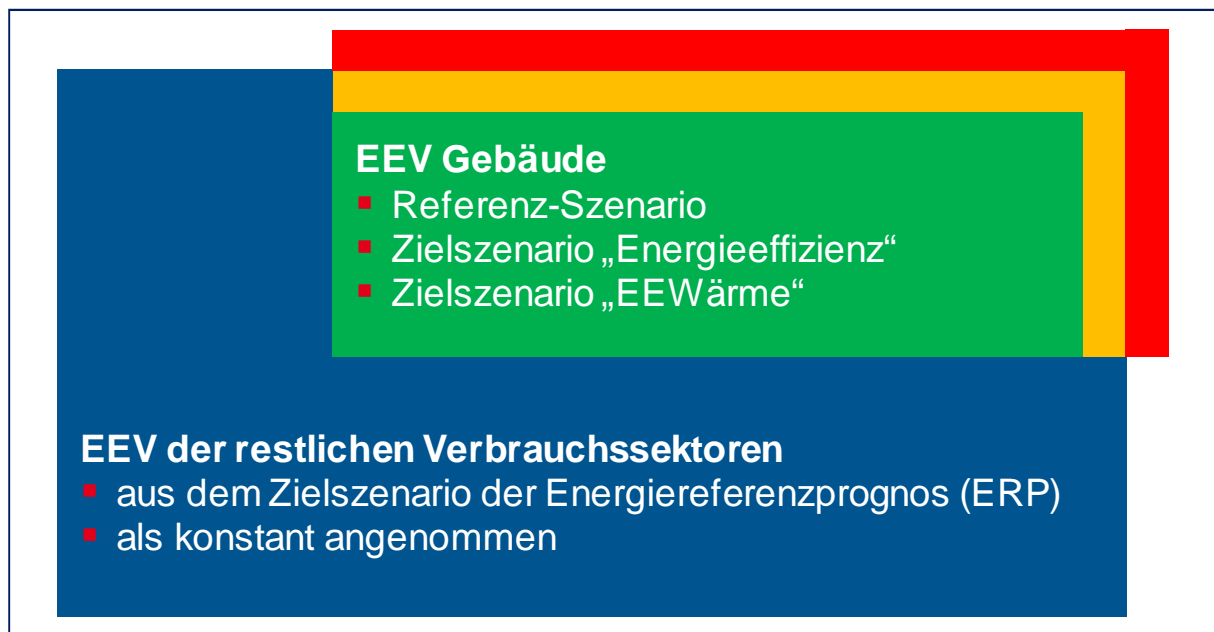 EEV Gebäude
▪ Referenz-Szenario
▪ Zielszenario „Energieeffizienz“
▪ Zielszenario „EEWärme“
EEV der restlichen Verbrauchssektoren
▪ aus dem Zielszenario der Energiereferenzprognos (ERP)
▪ als konstant angenommen